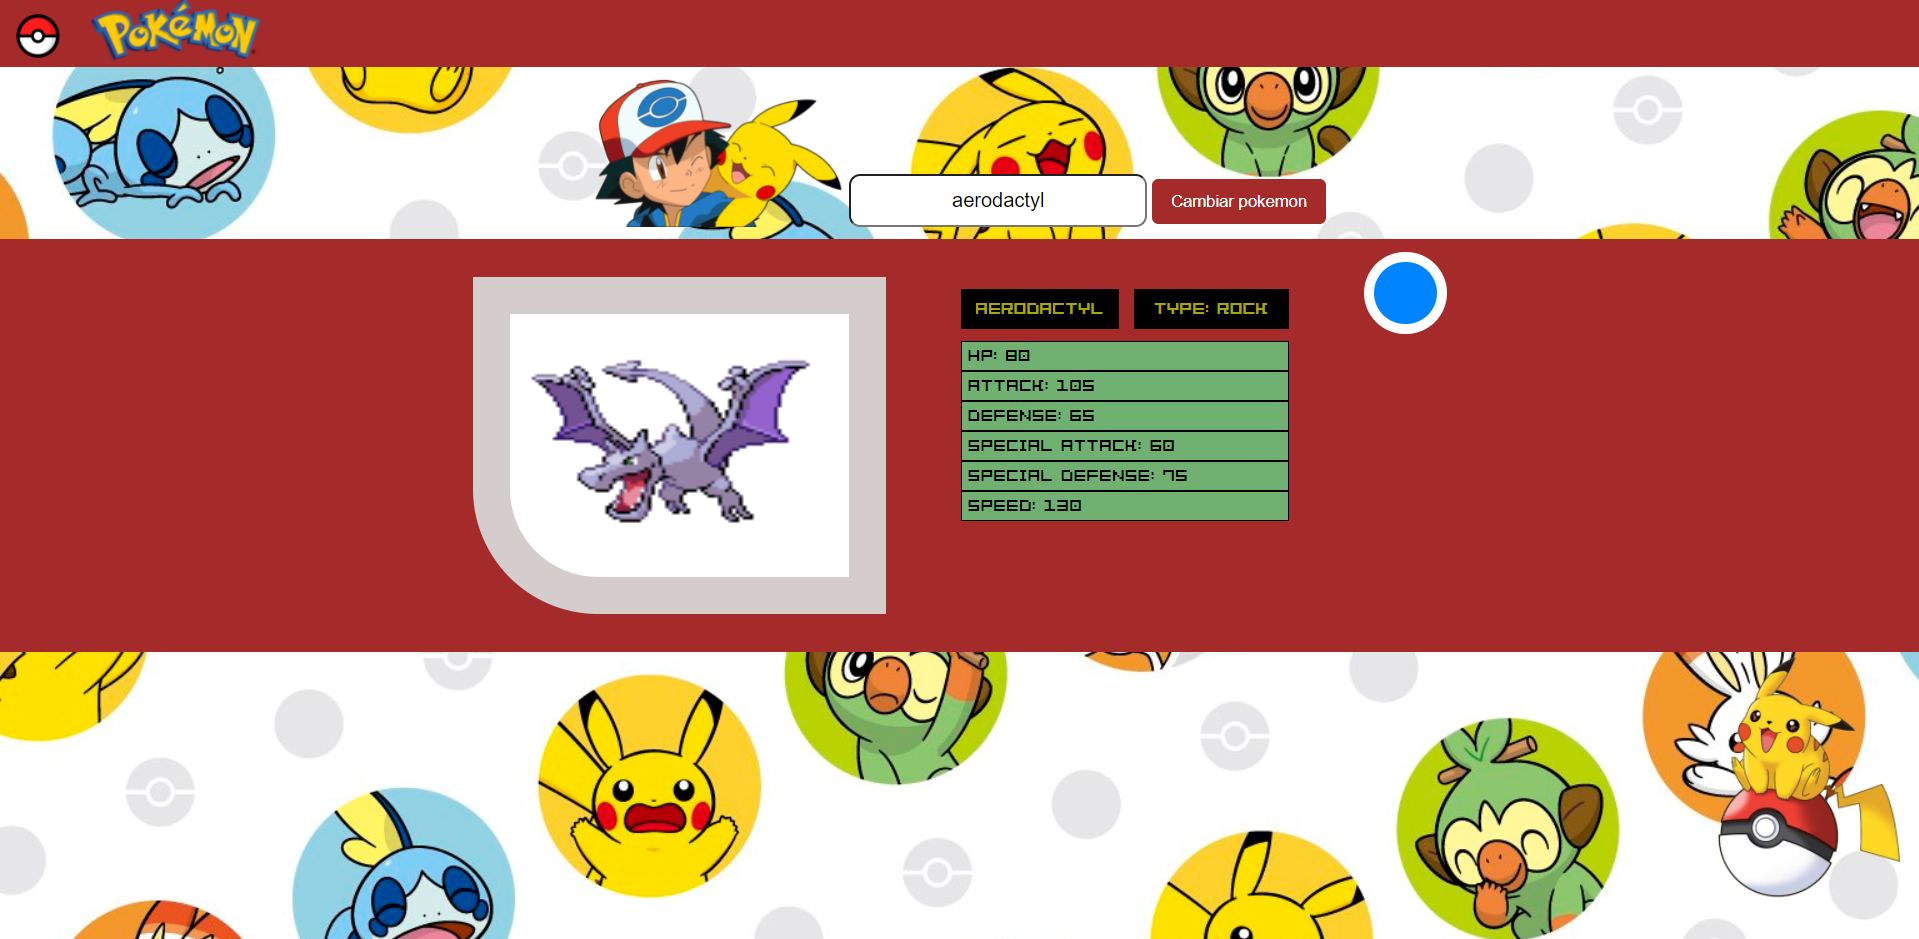 POKéMON
aerodactyl
Cambiar pokemon
AERODACTYL
TYPE: ROCK
HP: 80
ATTACK: 105
DEFENSE: 65
SPECIAL ATTACK: 60
SPECIAL DEFENSE: 75
SPEED: 130